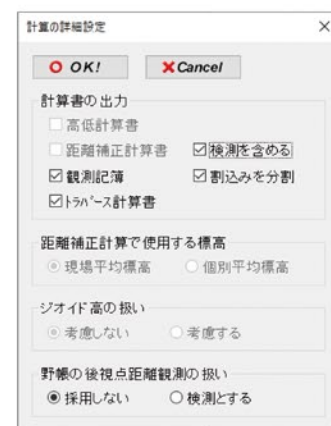 計算の詳細設定
OK!
Cancel
計算書の出力
高低計算書
距離補正計算書 検測を含める
観測記簿 割込みを分割
トラバース計算書
距離補正計算で使用する標高
現場平均標高 個別平均標高
ジオイド高の扱い
考慮しない 考慮する
野帳の後視点距離観測の扱い
採用しない 検測とする